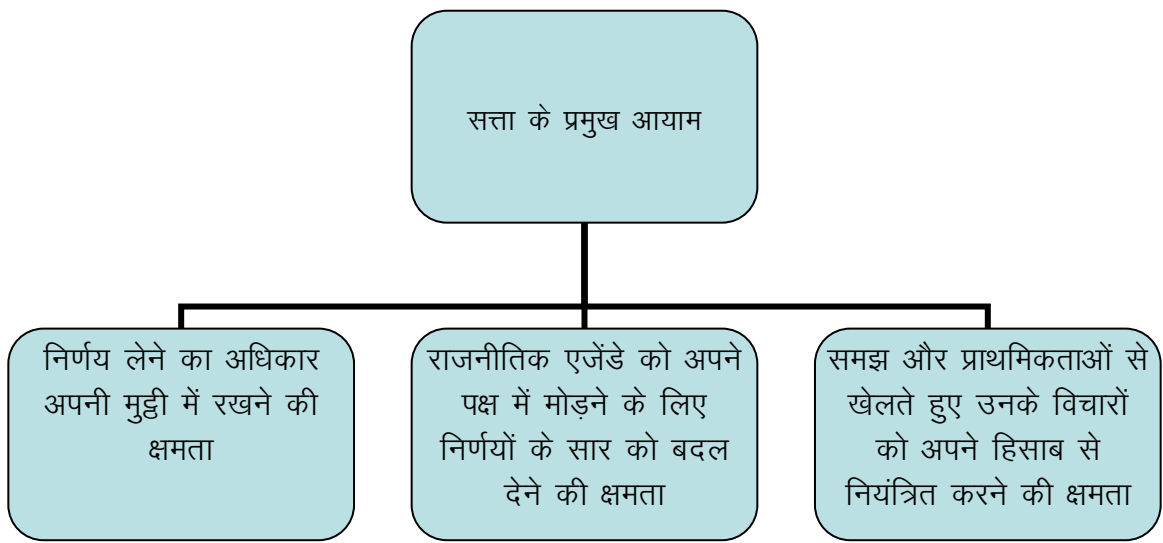 सत्ता के प्रमुख आयाम
निर्णय लेने का अधिकार
अपनी मुट्ठी में रखने की
क्षमता
राजनीतिक एजेंडे को अपने
पक्ष में मोड़ने के लिए
निर्णयों के सार को बदल
देने की क्षमता
समझ और प्राथमिकताओं से
खेलते हुए उनके विचारों
को अपने हिसाब से
नियंत्रित करने की क्षमता